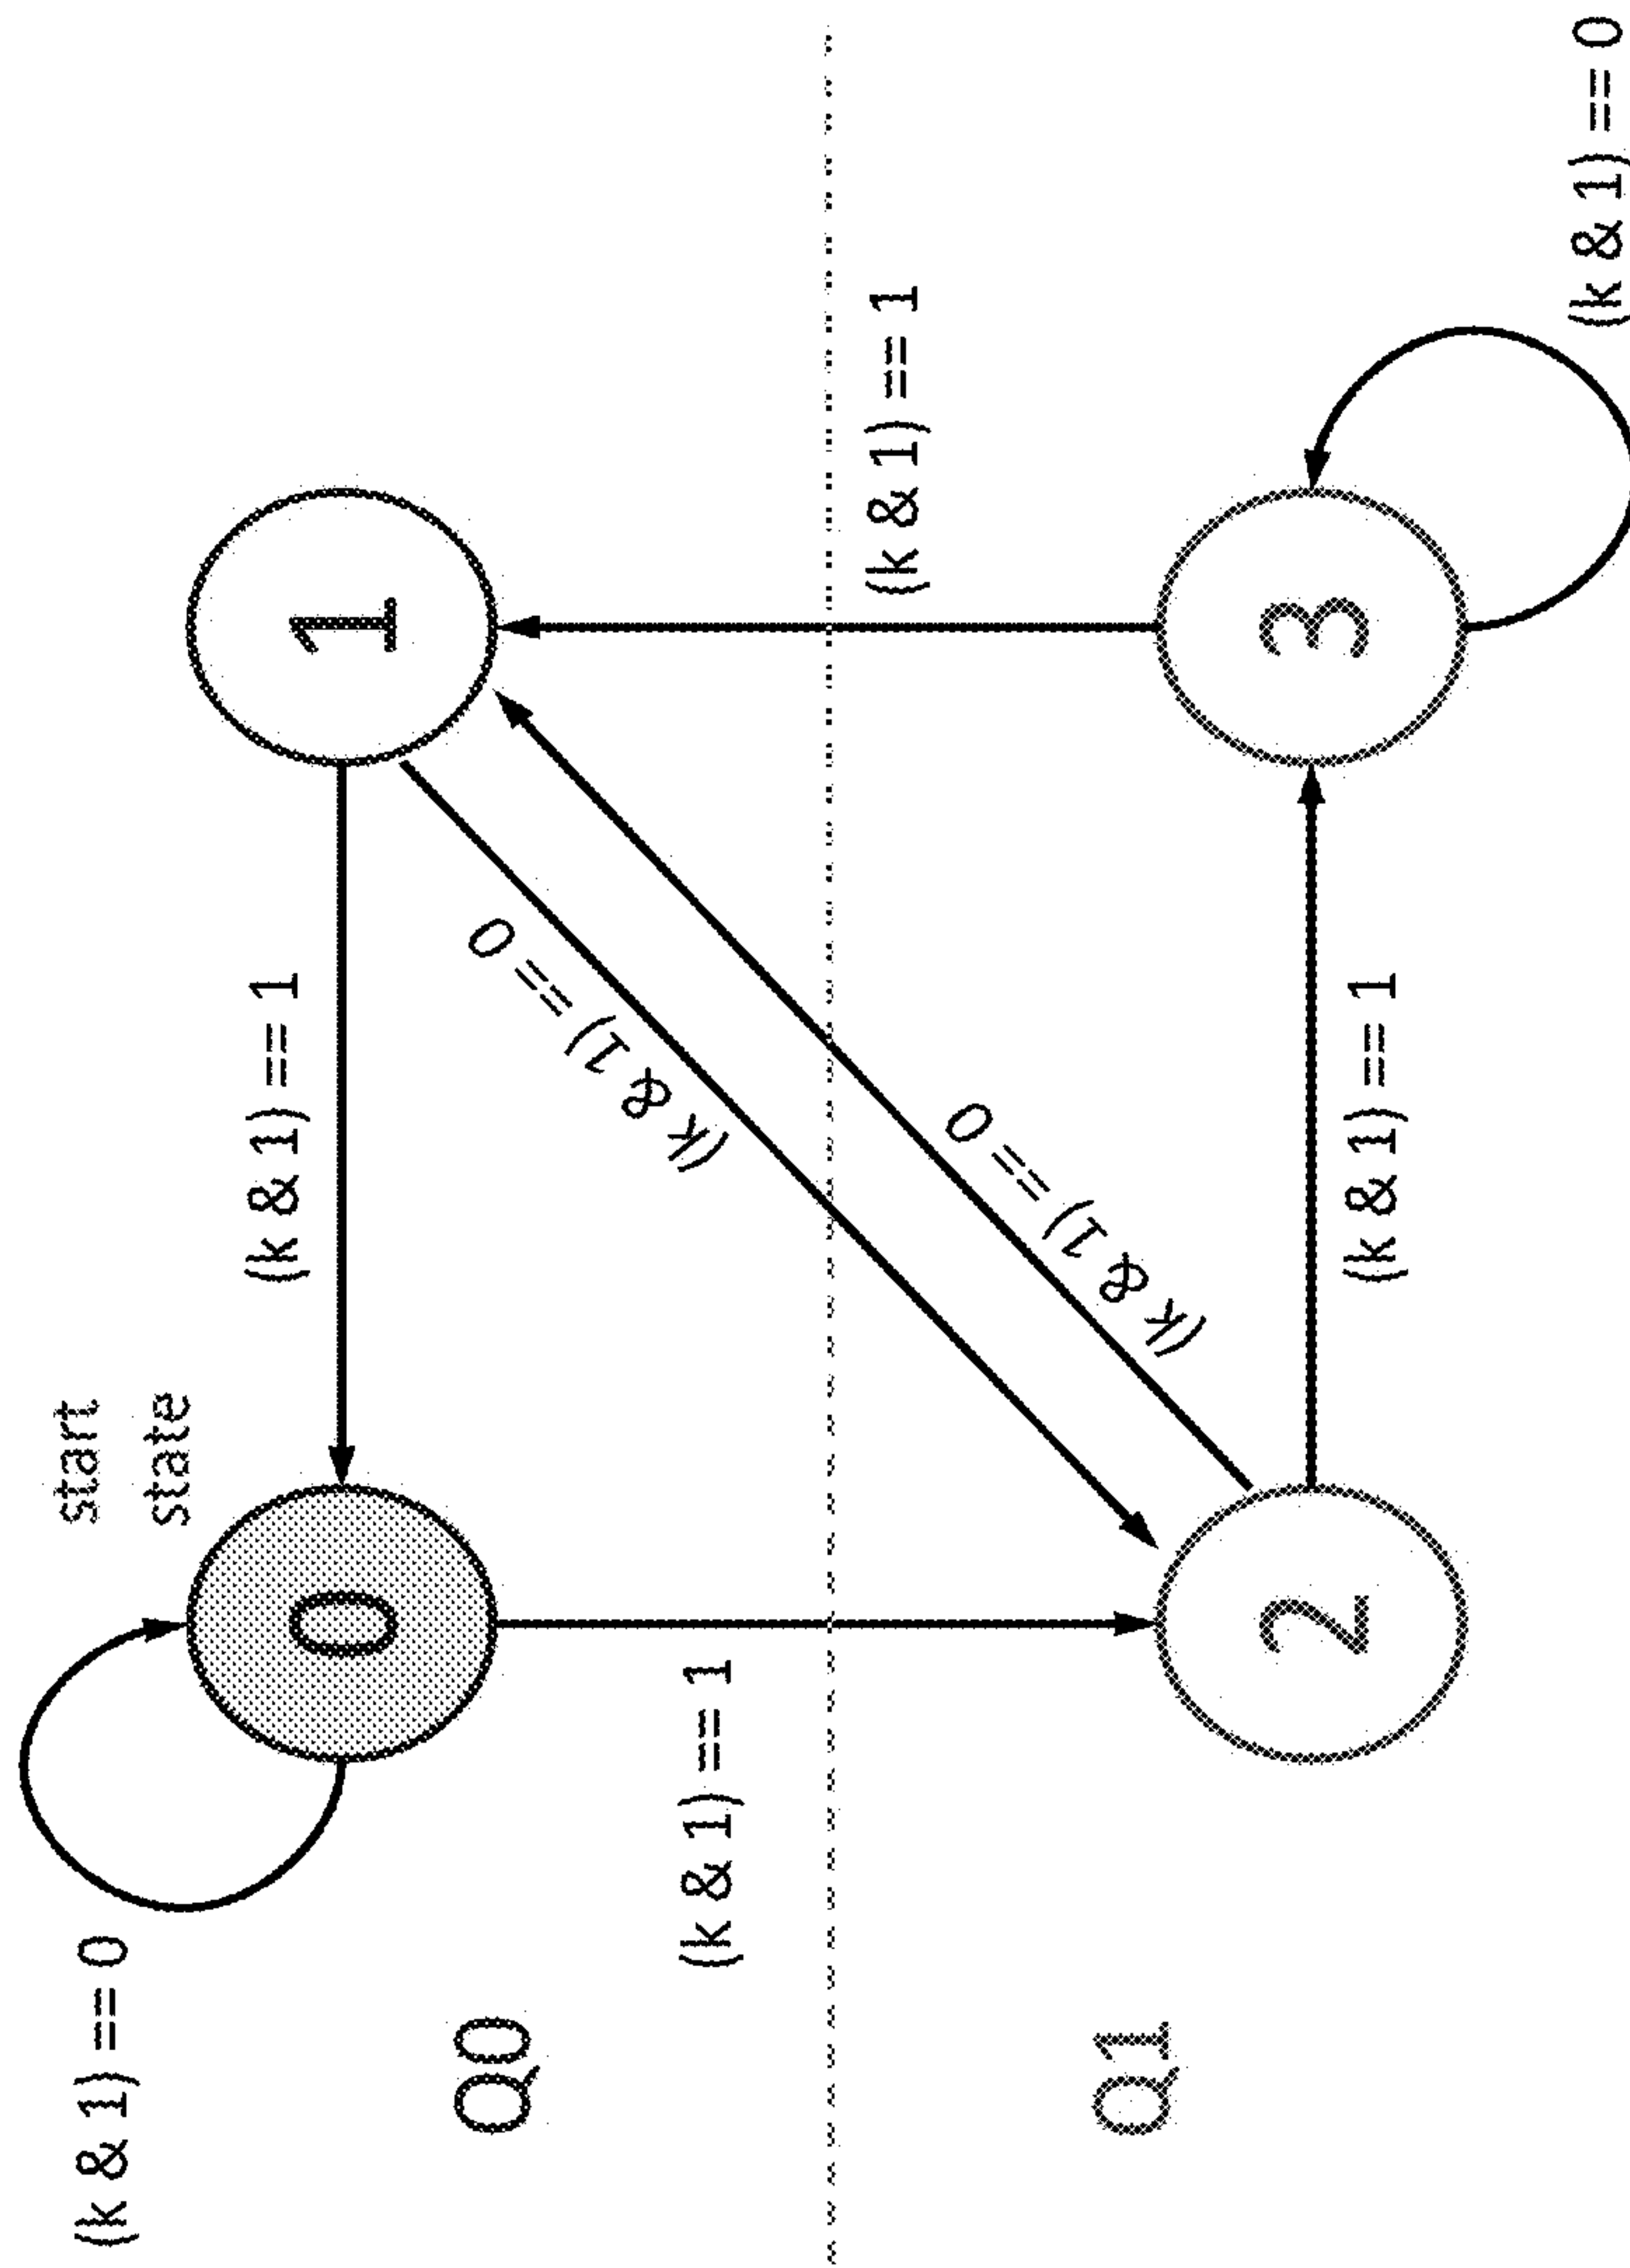 (k & 1) == 0
start
state
(k & 1) == 1
0
1
Q0
(k & 1) == 0
(k & 1) == 1
(k & 1) == 1
(k & 1) == 0
Q1
2
3
(k & 1) == 1
(k & 1) == 0